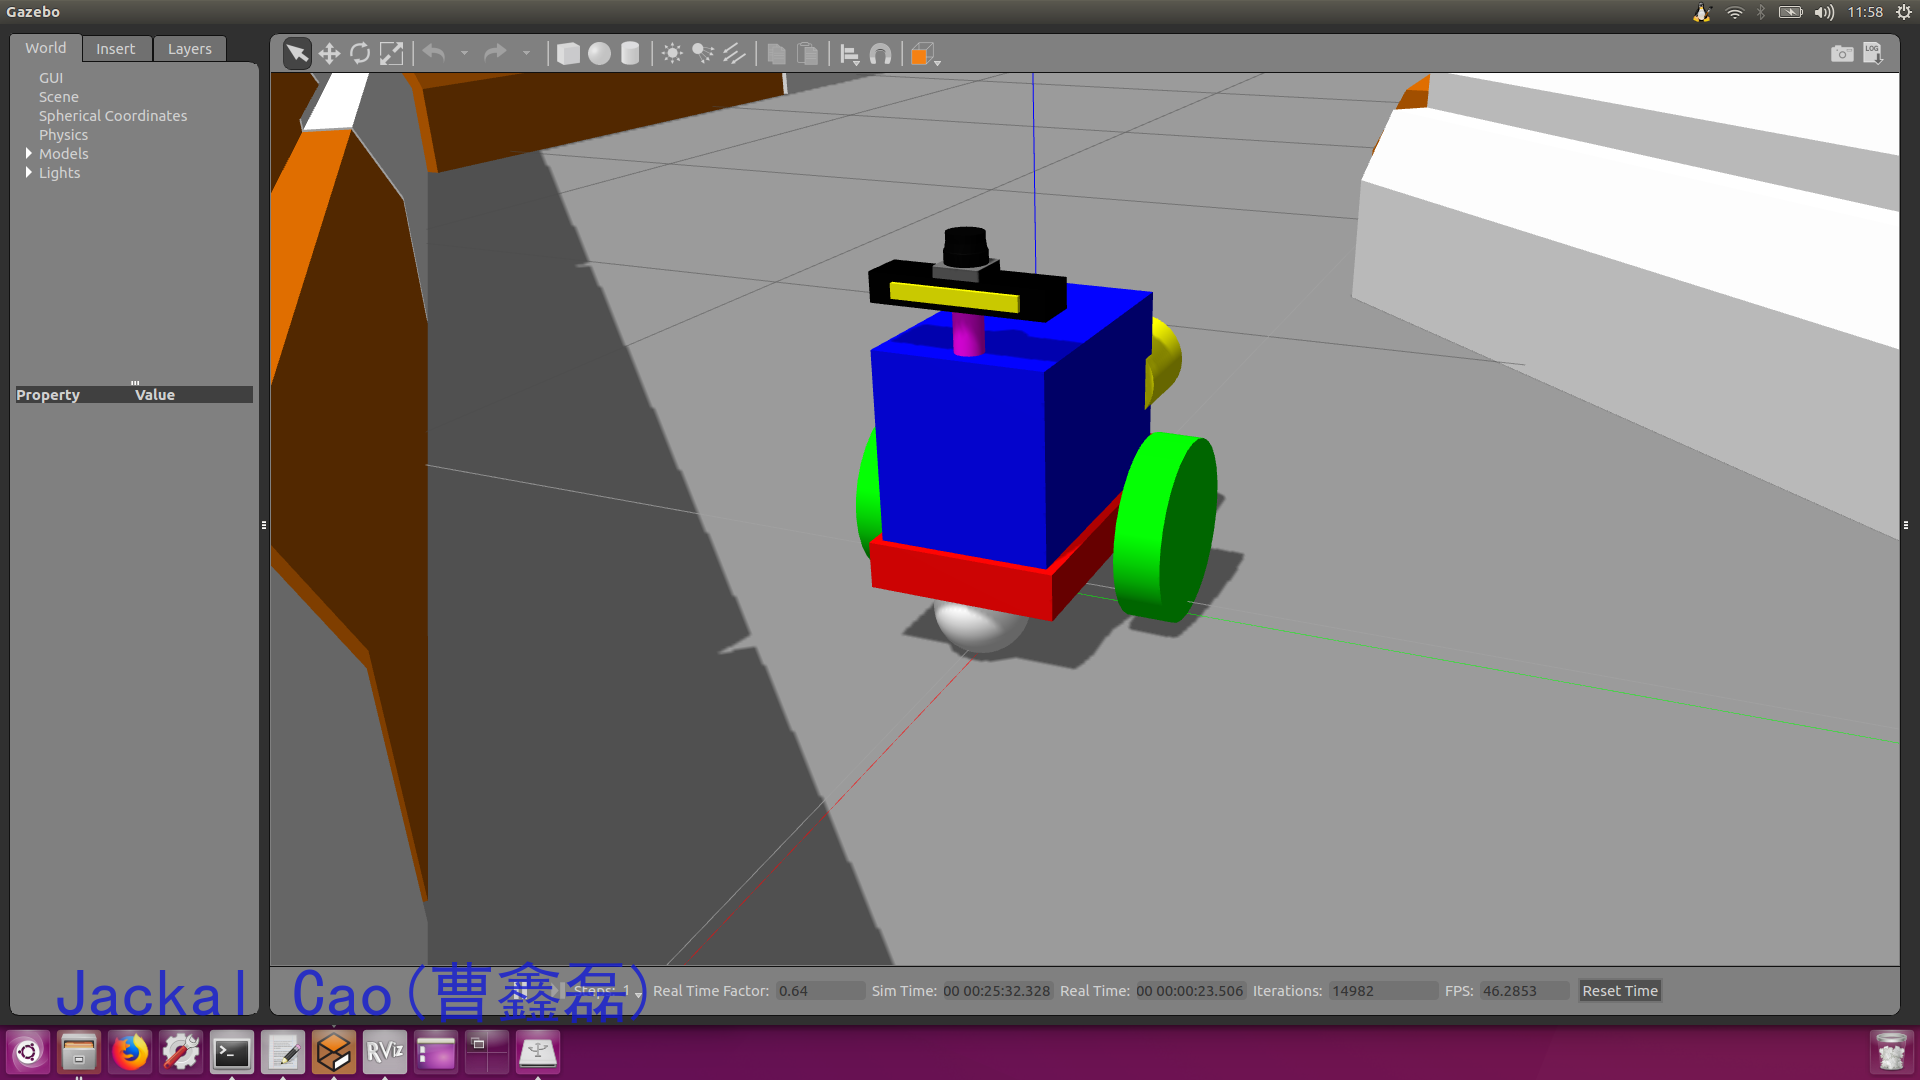 Gazebo
11:58
World Insert Layers
LOG
GUI
Scene
Spherical Coordinates
Physics
Models
Lights
Property Value
Jackal Cao(曹鑫磊)
Steps: 1 Real Time Factor: 0.64 Sim Time: 00 00:25:32.328 Real Time: 00 00:00:23.506 Iterations: 14982 FPS: 46.2853 Reset Time
RViz